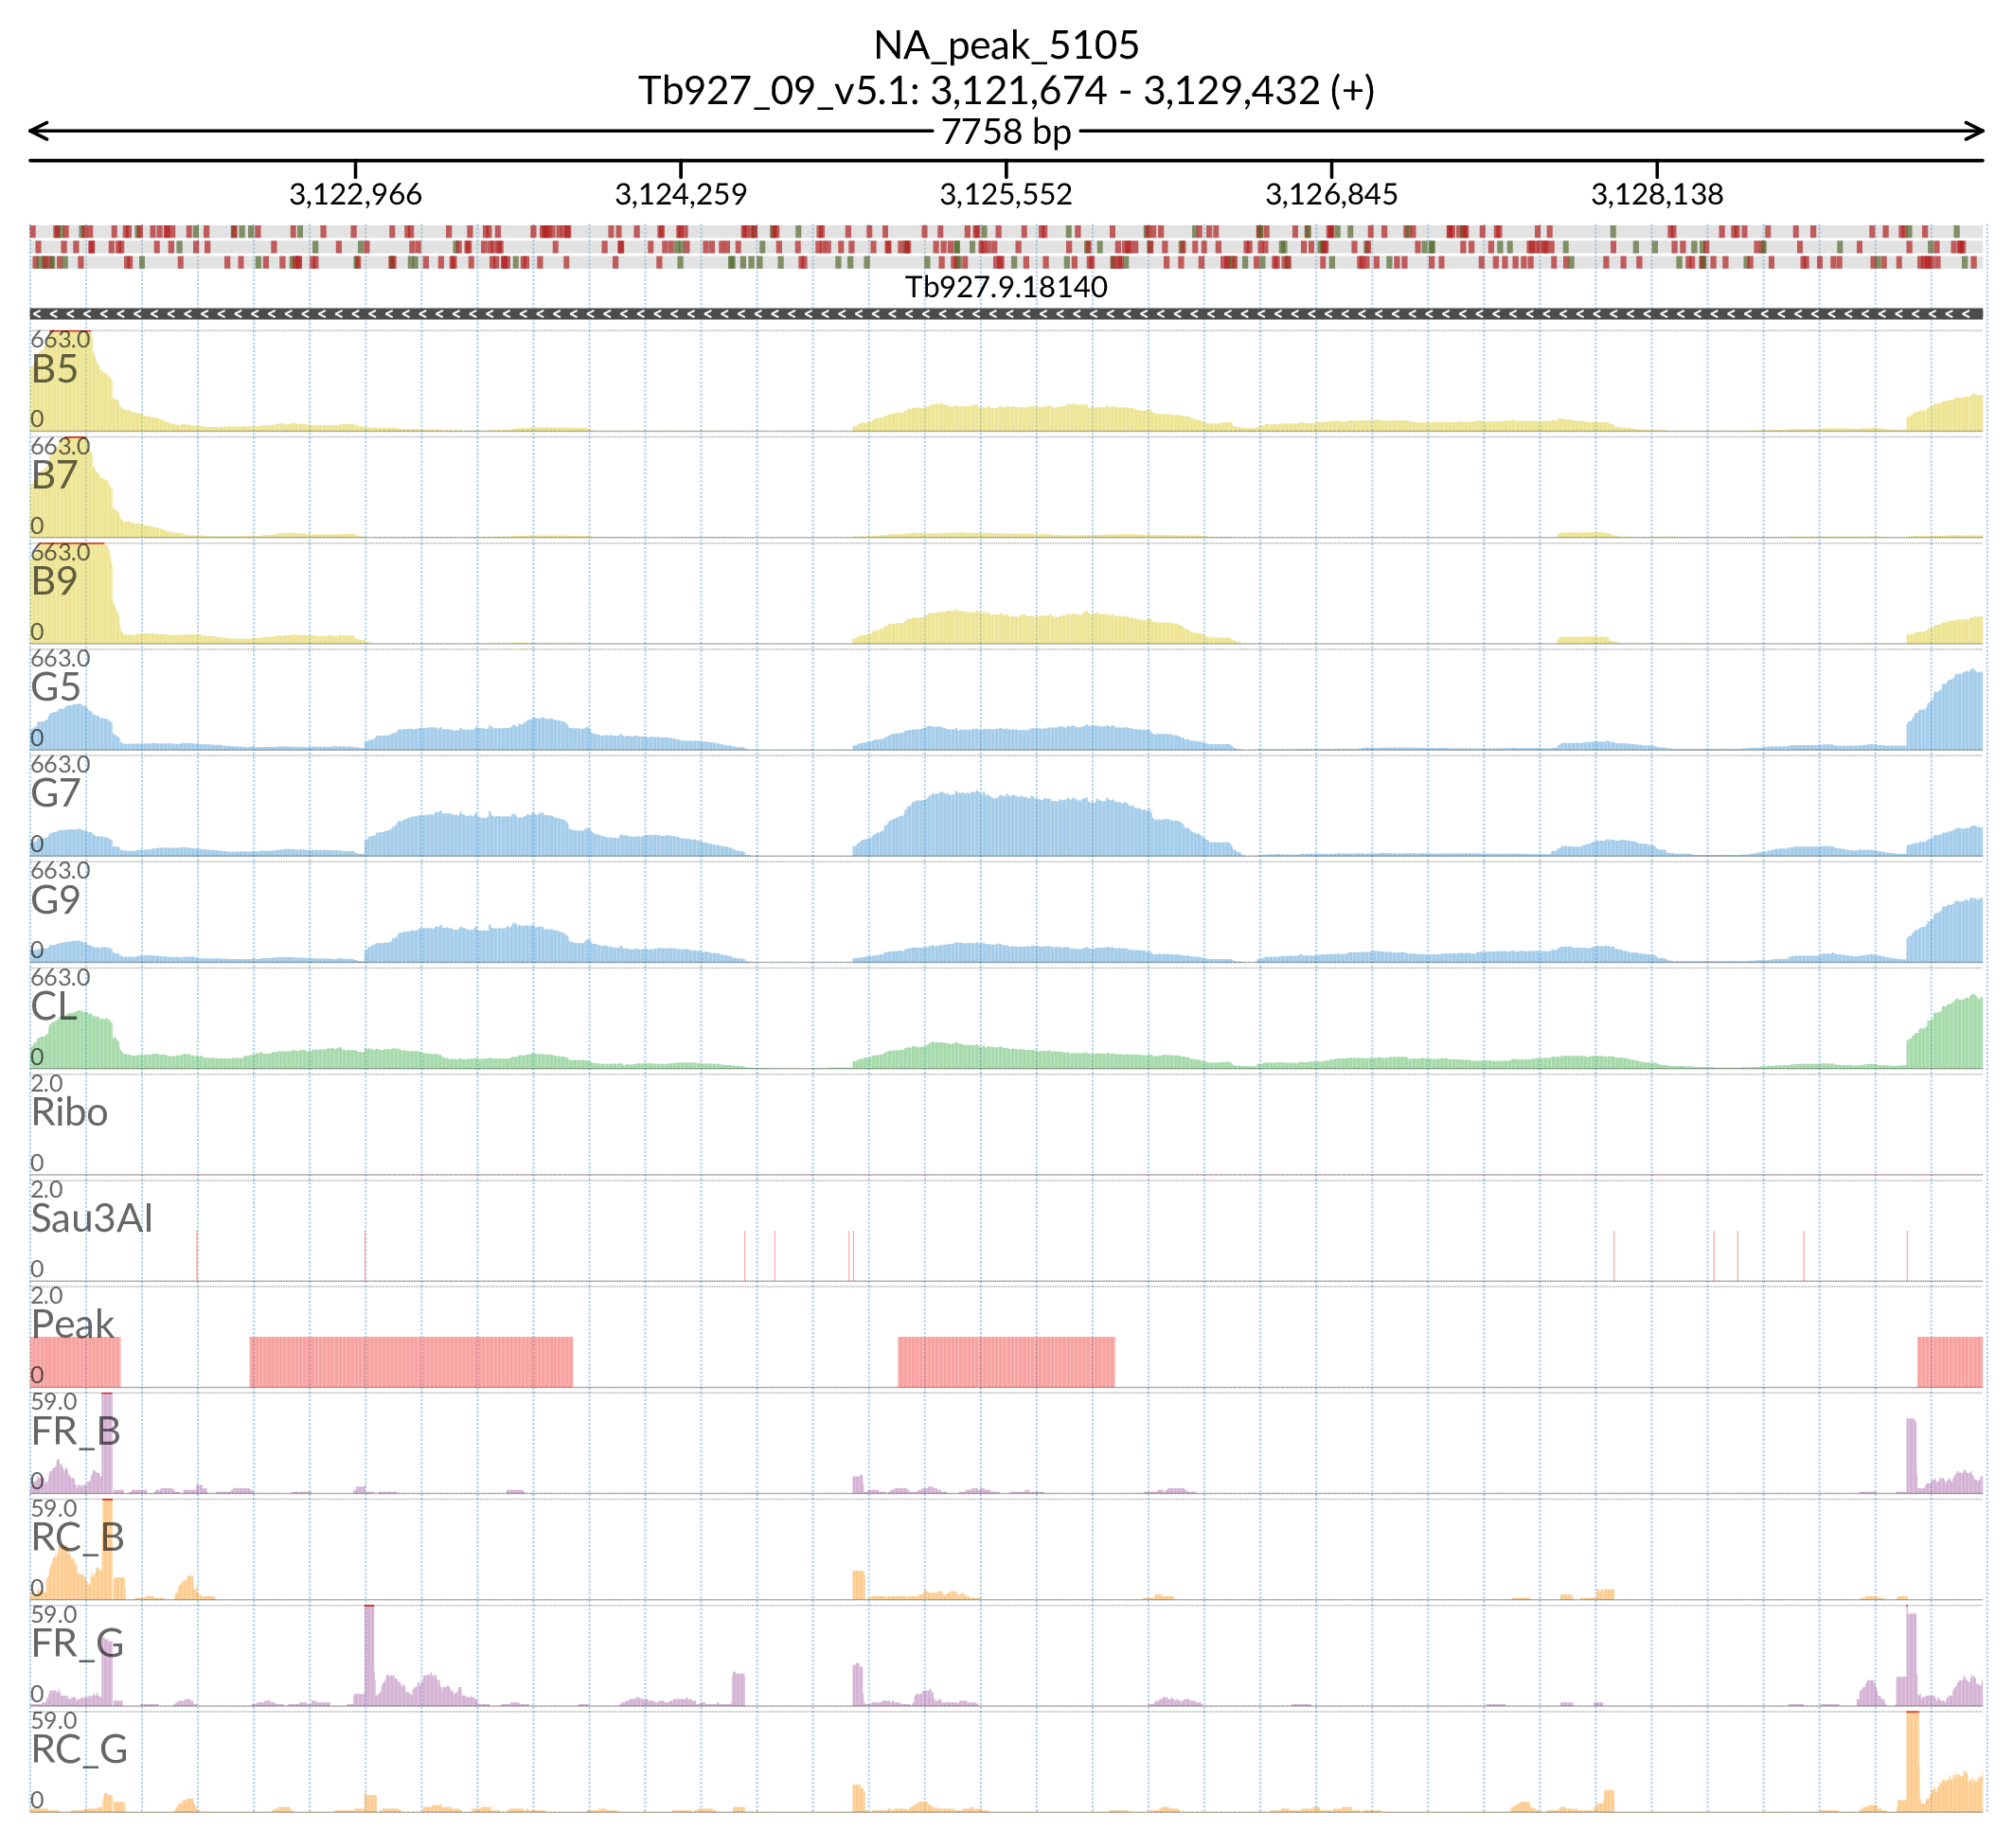 NA_peak_5105
Tb927_09_v5.1: 3,121,674 - 3,129,432 (+)
7758 bp
3,122,966 3,124,259 3,125,552 3,126,845 3,128,138
Tb927.9.18140
663.0
B5
0
663.0
B7
0
663.0
B9
0
663.0
G5
0
663.0
G7
0
663.0
G9
0
663.0
CL
0
2.0
Ribo
0
2.0
Sau3AI
0
2.0
Peak
0
59.0
FR_B
0
59.0
RC_B
0
59.0
FR_G
0
59.0
RC_G
0